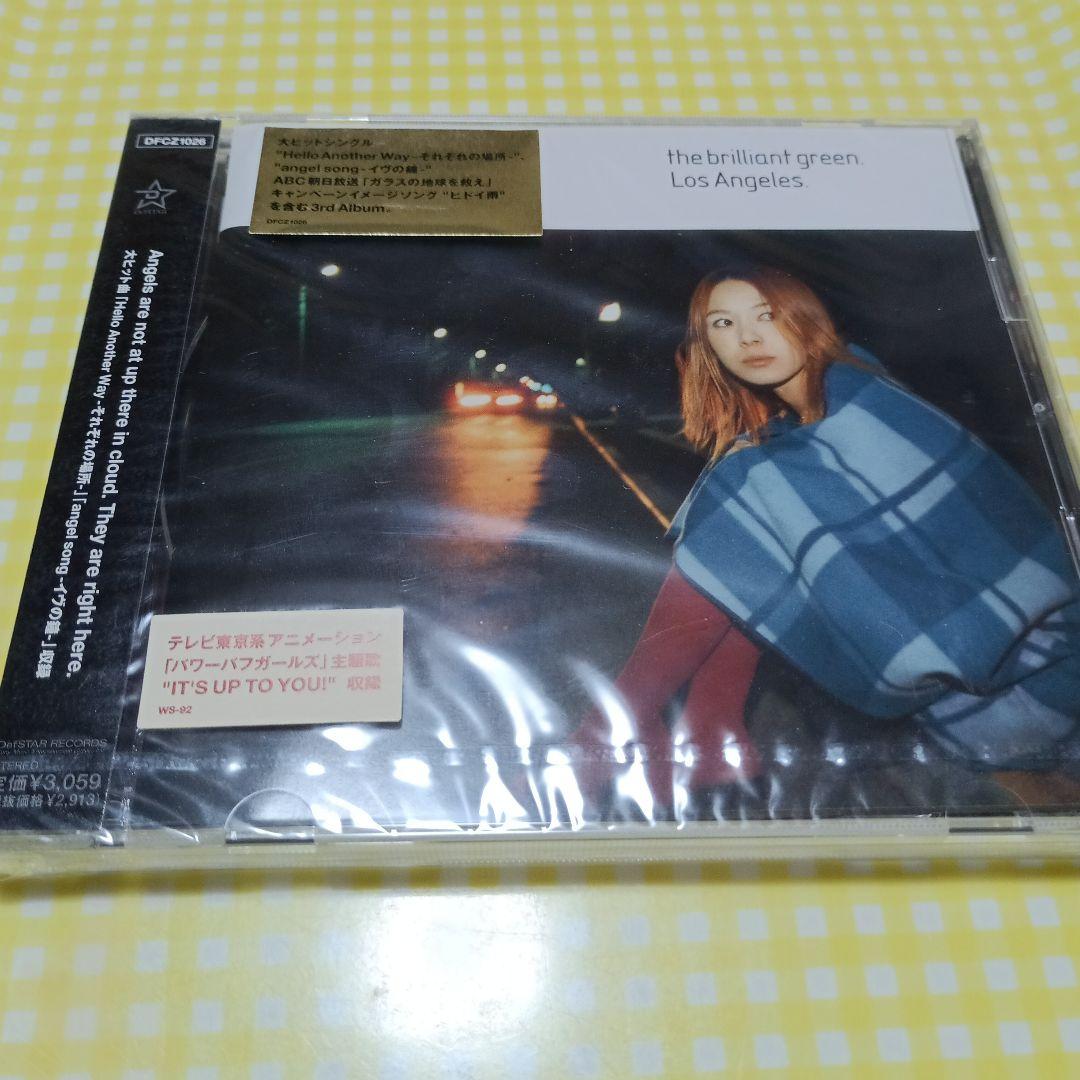 DFCZ1026
DefSTAR
Angels are not at up there in cloud. They are right here.
大ヒット曲「Hello Another Way -それぞれの場所-」「angel song -イヴの鐘-」収録
DefSTAR RECORDS
STEREO
定価¥3,059
税抜価格¥2,913)
大ヒットシングル
"Hello Another Way -それぞれの場所-"、
"angel song -イヴの鐘-"
ABC 朝日放送「ガラスの地球を救え」
キャンペーンイメージソング "ヒドイ雨"
を含む 3rd Album。
DFCZ1026
the brilliant green.
Los Angeles.
テレビ東京系アニメーション
「パワーパフガールズ」主題歌
"IT'S UP TO YOU!" 収録
WS-92